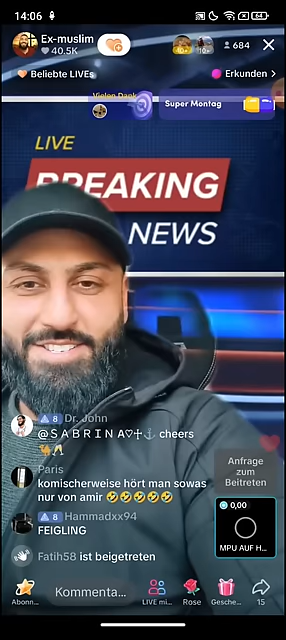 14:06
64
Ex-muslim
40.5K
684
Beliebte LIVEs
Erkunden >
Vielen Dank
Super Montag
LIVE
BREAKING
NEWS
8 Dr. John
@S A B R I N A♡☥⚓ cheers
🐪🥂
Paris
komischerweise hört man sowas
nur von amir 🤣🤣🤣🤣🤣
8 Hammadxx94
FEIGLING
Fatih58 ist beigetreten
Anfrage
zum
Beitreten
0,00
MPU AUF H...
Kommenta...
Abonn...
LIVE mi...
Rose
Gesche...
15